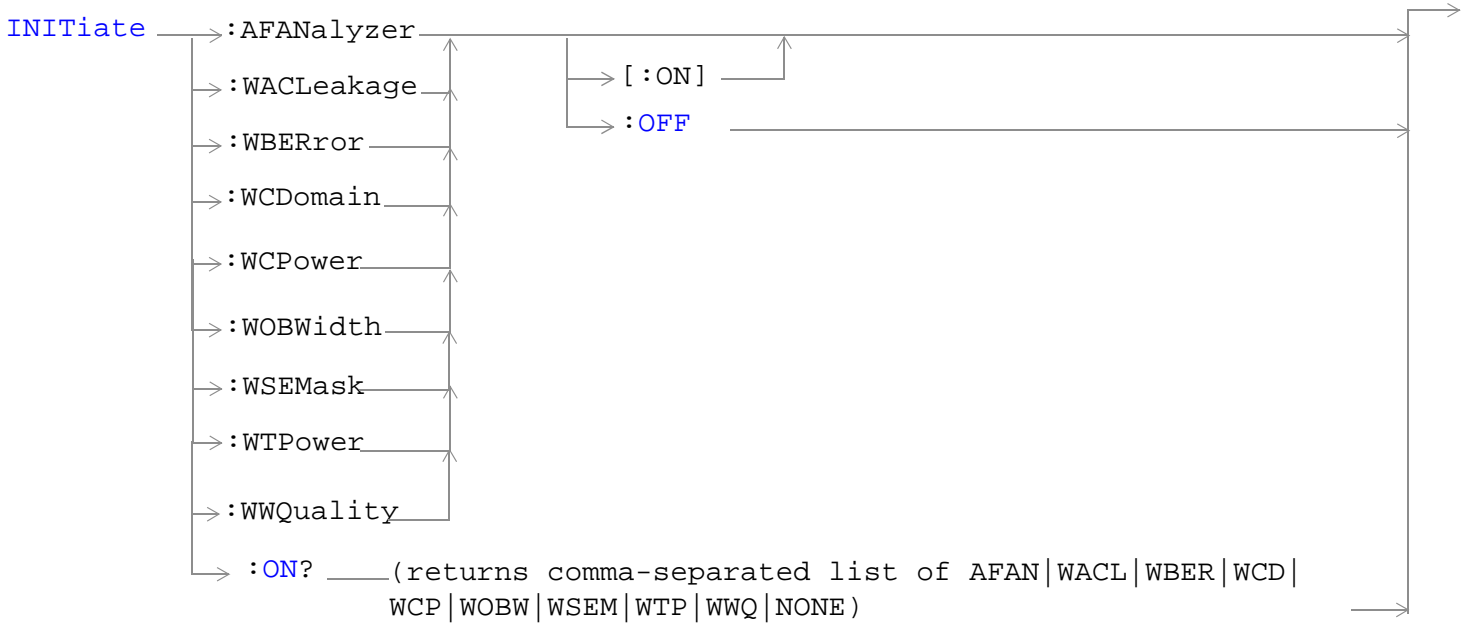 INITiate :AFANalyzer
[:ON]
:WACLeakage
:OFF
:WBERror
:WCDomain
:WCPower
:WOBWidth
:WSEMask
:WTPower
:WWQuality
:ON? (returns comma-separated list of AFAN|WACL|WBER|WCD|
WCP|WOBW|WSEM|WTP|WWQ|NONE)